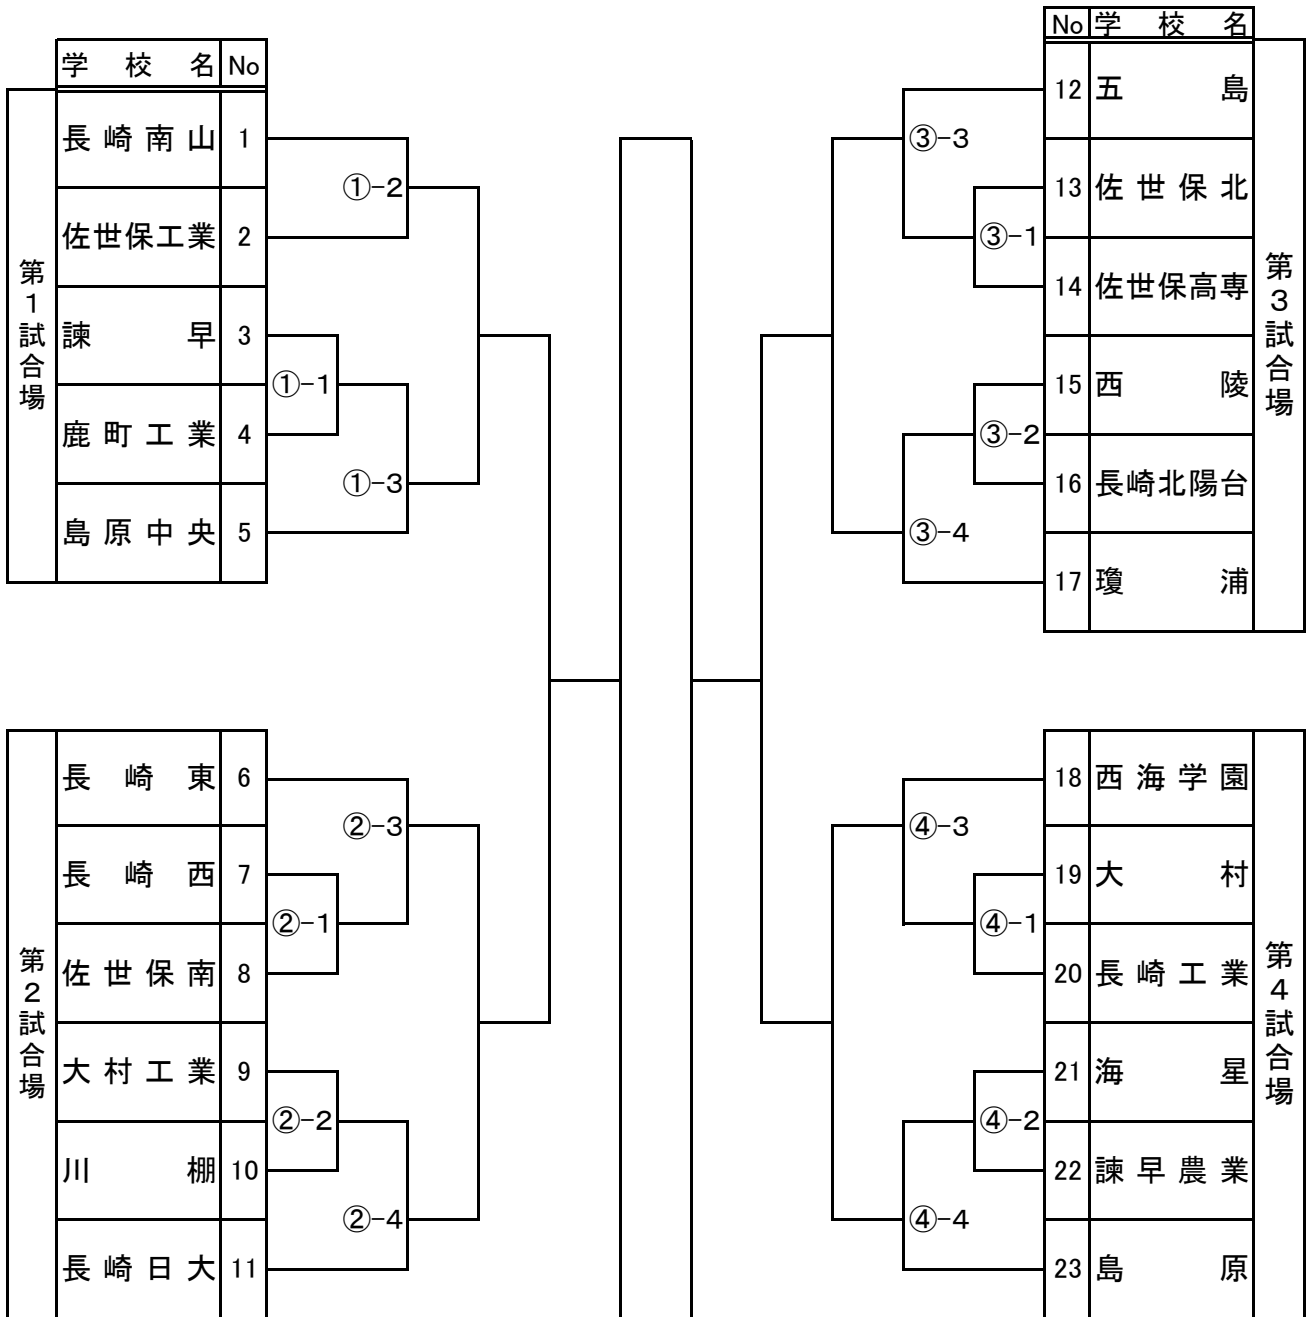 学校名 No
第1試合場
長崎南山 1
佐世保工業 2
諫早 3
鹿町工業 4
島原中央 5
①-2
①-1
①-3
第2試合場
長崎東 6
長崎西 7
佐世保南 8
大村工業 9
川棚 10
長崎日大 11
②-3
②-1
②-2
②-4
No 学校名
12 五島
13 佐世保北
14 佐世保高専
15 西陵
16 長崎北陽台
17 瓊浦
第3試合場
③-3
③-1
③-2
③-4
18 西海学園
19 大村
20 長崎工業
21 海星
22 諫早農業
23 島原
第4試合場
④-3
④-1
④-2
④-4